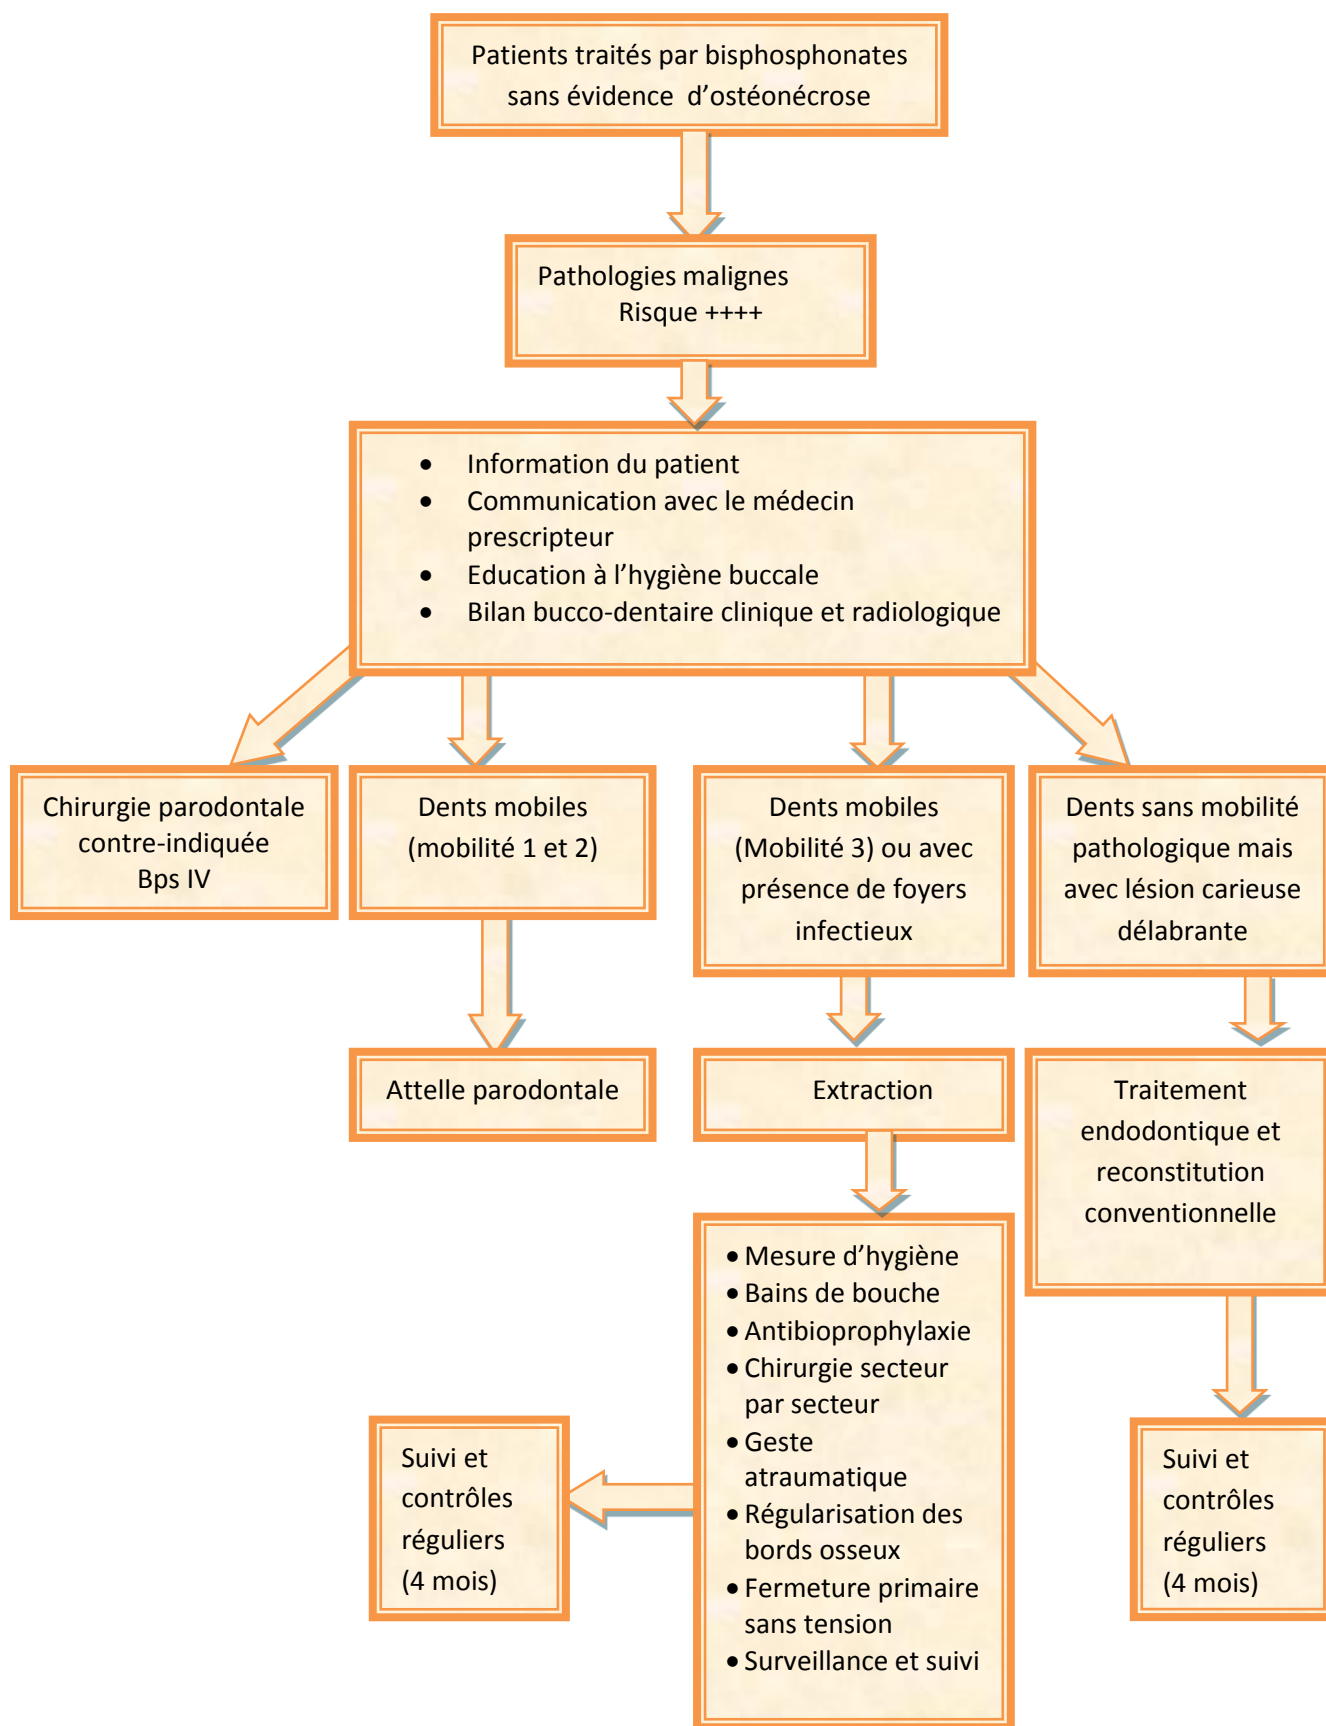 Patients traités par bisphosphonates
sans évidence d’ostéonécrose
Pathologies malignes
Risque ++++
• Information du patient
• Communication avec le médecin
prescripteur
• Education à l’hygiène buccale
• Bilan bucco-dentaire clinique et radiologique
Chirurgie parodontale
contre-indiquée
Bps IV
Dents mobiles
(mobilité 1 et 2)
Dents mobiles
(Mobilité 3) ou avec
présence de foyers
infectieux
Dents sans mobilité
pathologique mais
avec lésion carieuse
délabrante
Attelle parodontale
Extraction
Traitement
endodontique et
reconstitution
conventionnelle
• Mesure d’hygiène
• Bains de bouche
• Antibioprophylaxie
• Chirurgie secteur
par secteur
• Geste
atraumatique
• Régularisation des
bords osseux
• Fermeture primaire
sans tension
• Surveillance et suivi
Suivi et
contrôles
réguliers
(4 mois)
Suivi et
contrôles
réguliers
(4 mois)